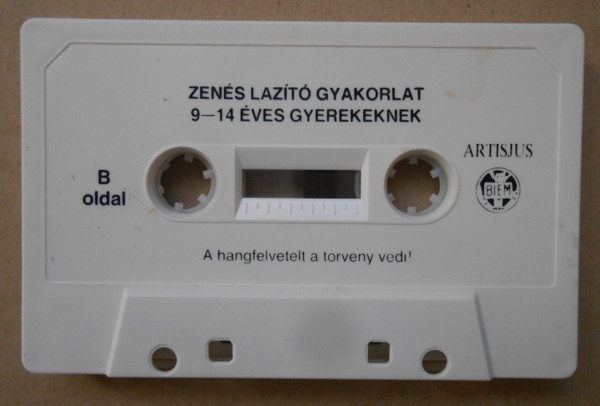 ZENÉS LAZÍTÓ GYAKORLAT
9—14 ÉVES GYEREKEKNEK
B
oldal
ARTISJUS
BIEM
A hangfelvetelt a torveny vedi!